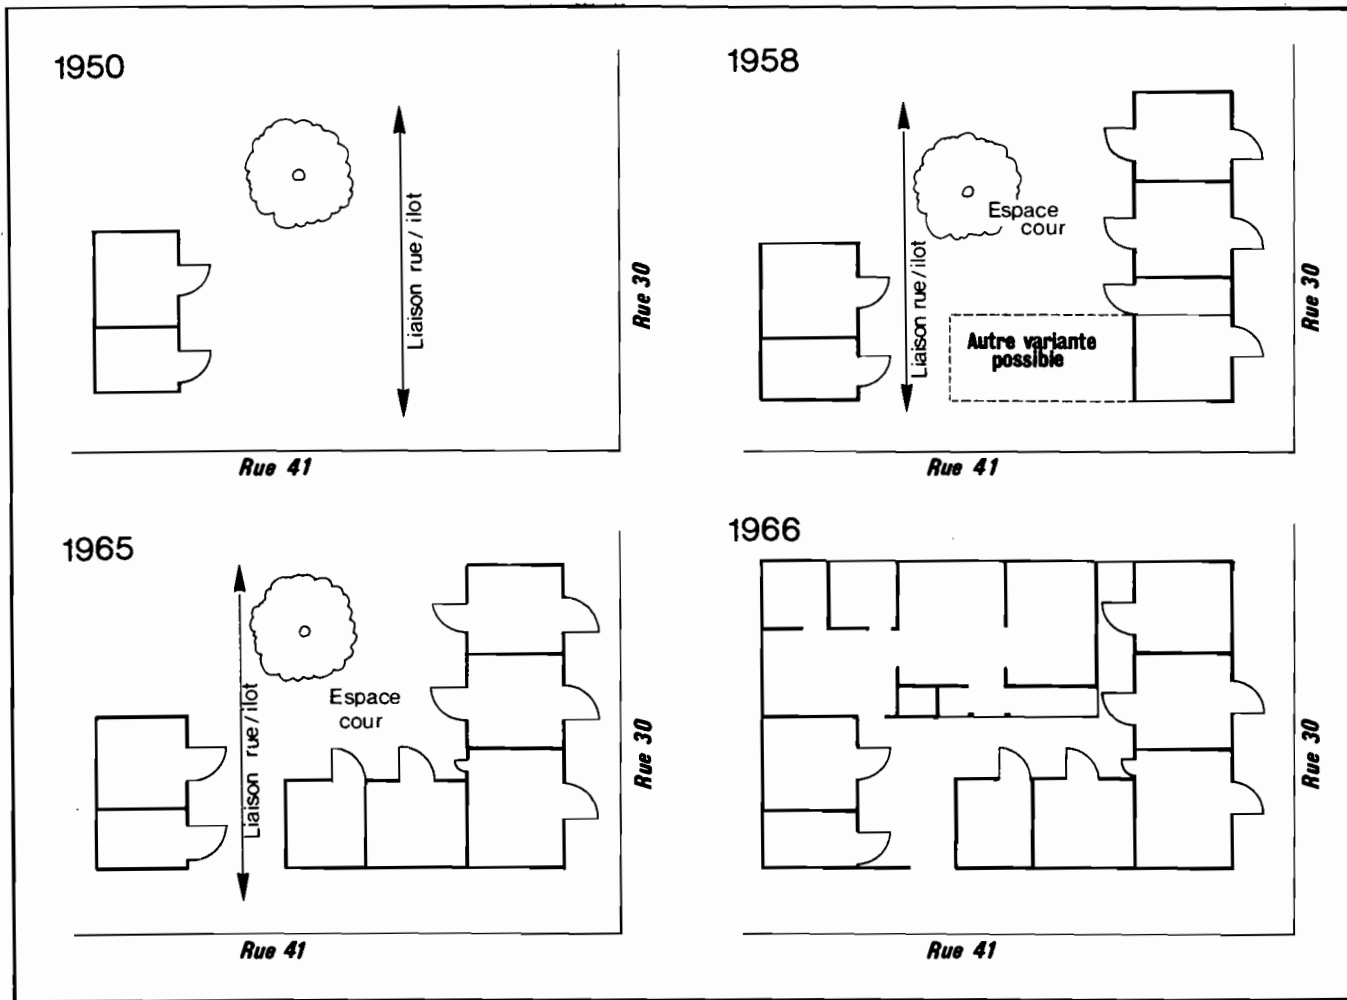 1950
Liaison rue / ilot
Rue 30
Rue 41
1958
Espace
cour
Liaison rue / ilot
Autre variante
possible
Rue 30
Rue 41
1965
Liaison rue / ilot
Espace
cour
Rue 30
Rue 41
1966
Rue 30
Rue 41